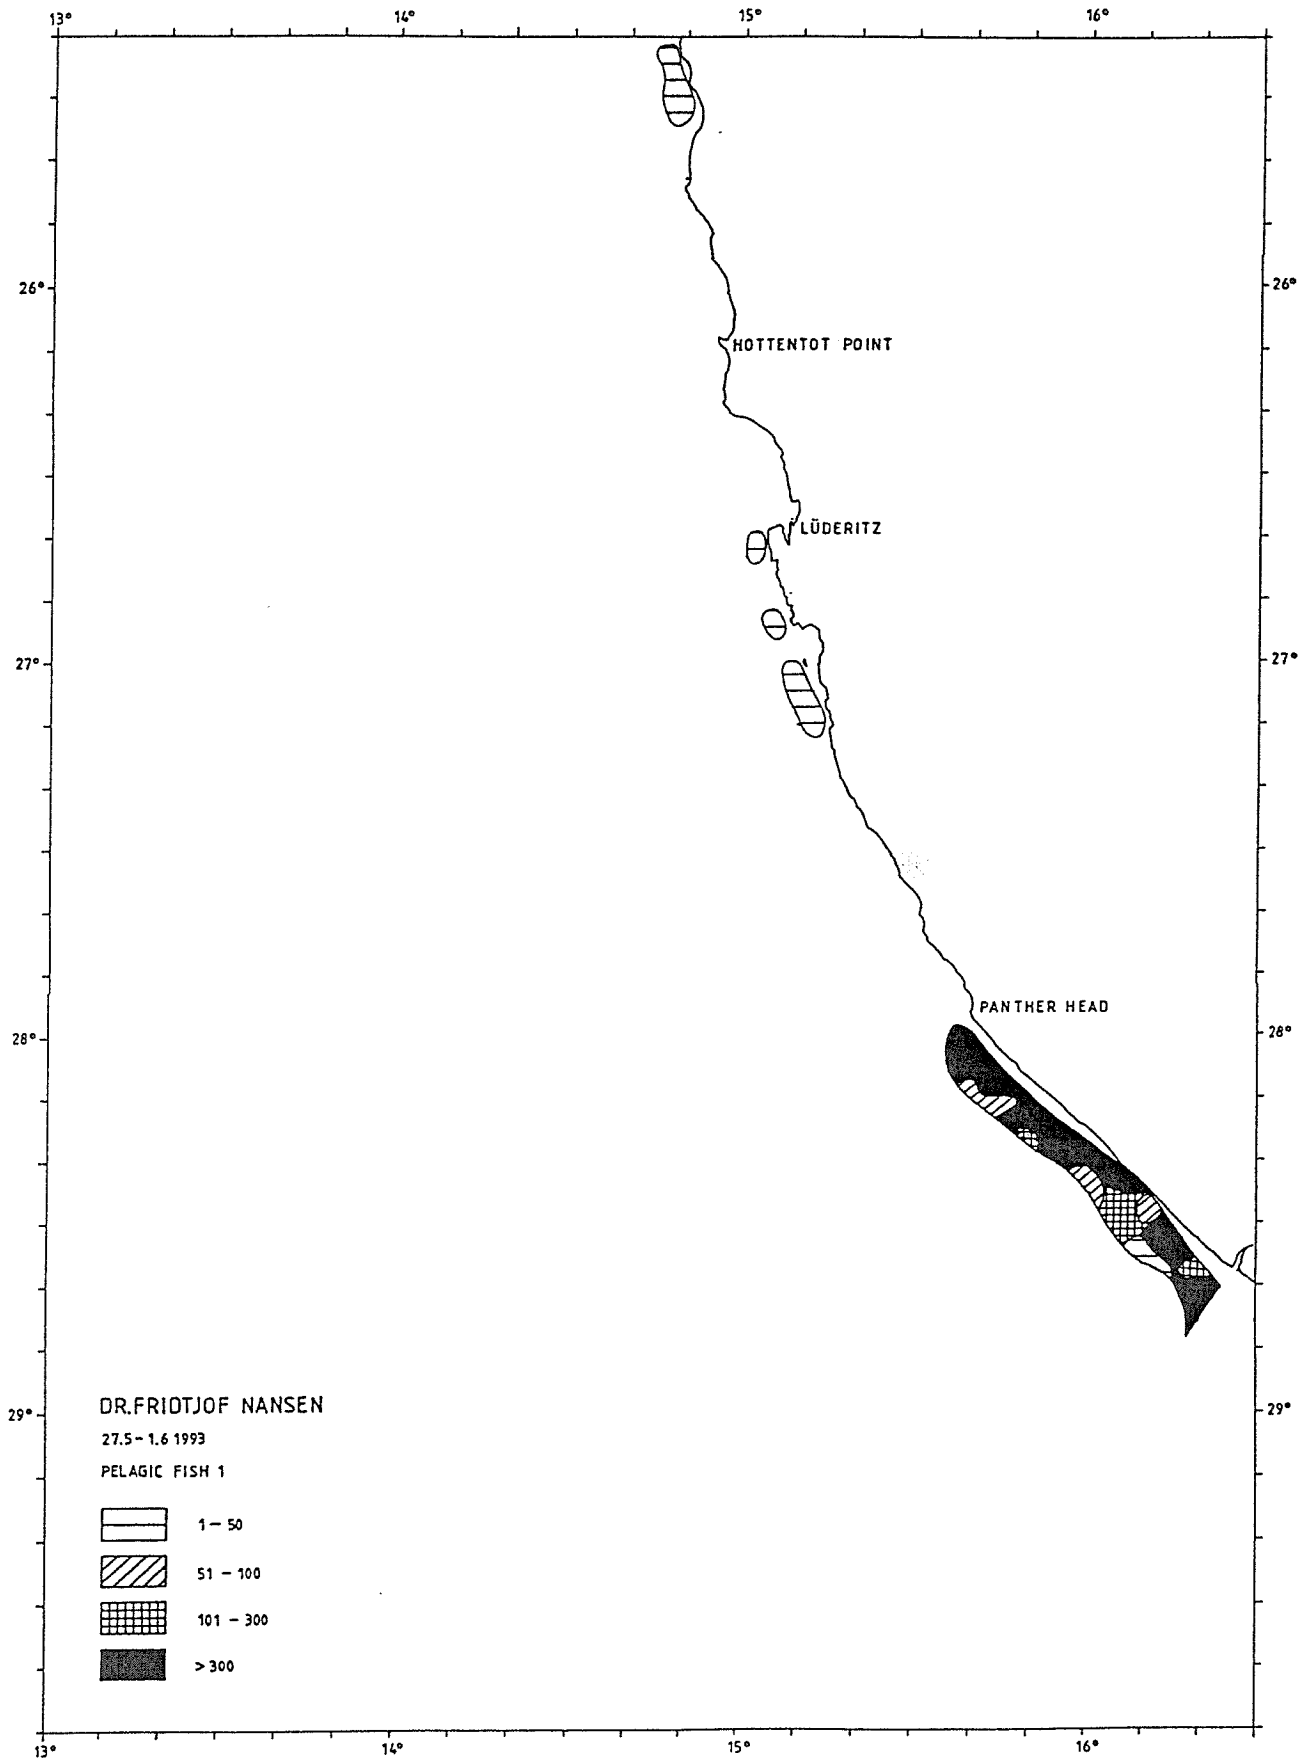 13° 14° 15° 16°
26° 26°
HOTTENTOT POINT
LÜDERITZ
27° 27°
PANTHER HEAD
28° 28°
DR.FRIDTJOF NANSEN
29° 29°
27.5-1.6 1993
PELAGIC FISH 1
1-50
51-100
101-300
>300
13° 14° 15° 16°